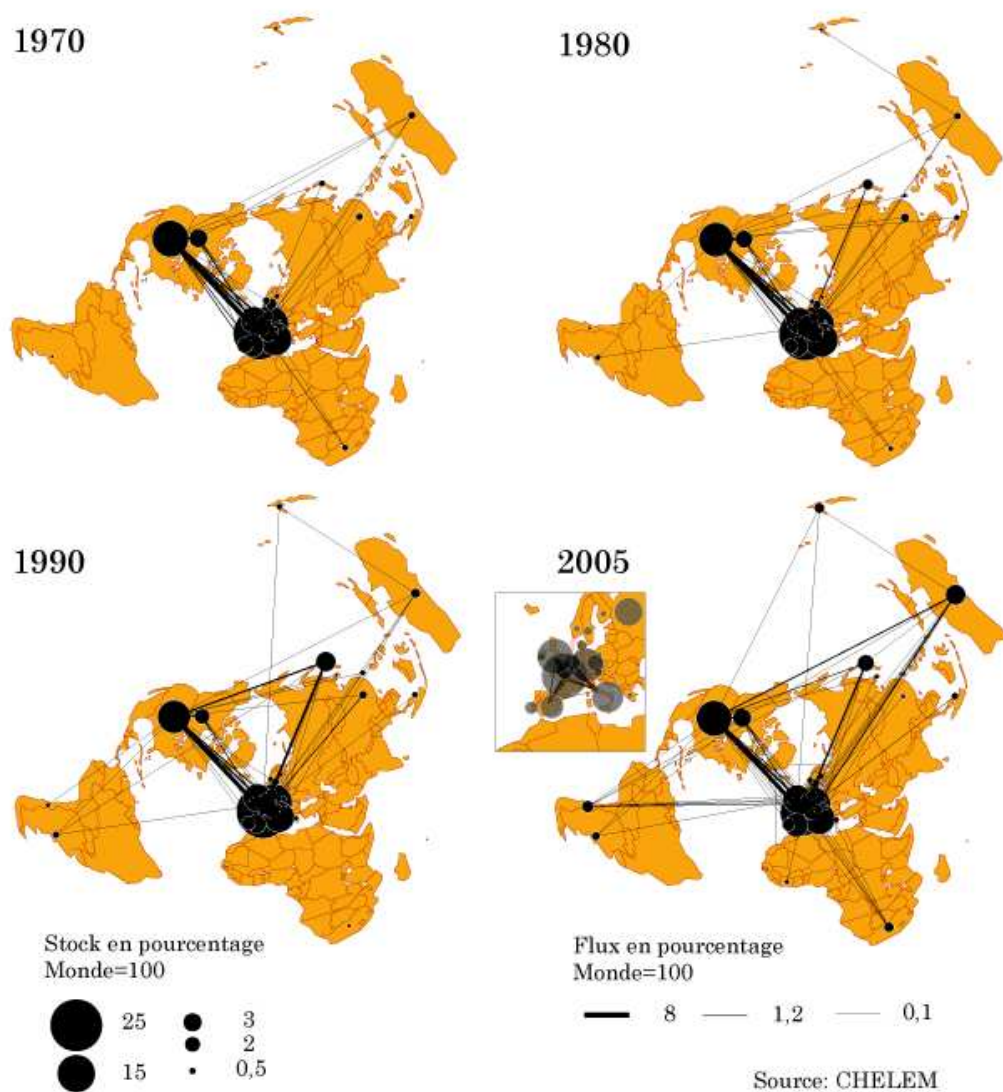 1970
1980
1990
2005
Stock en pourcentage
Monde=100
25
3
2
15
0,5
Flux en pourcentage
Monde=100
8
1,2
0,1
Source: CHELEM